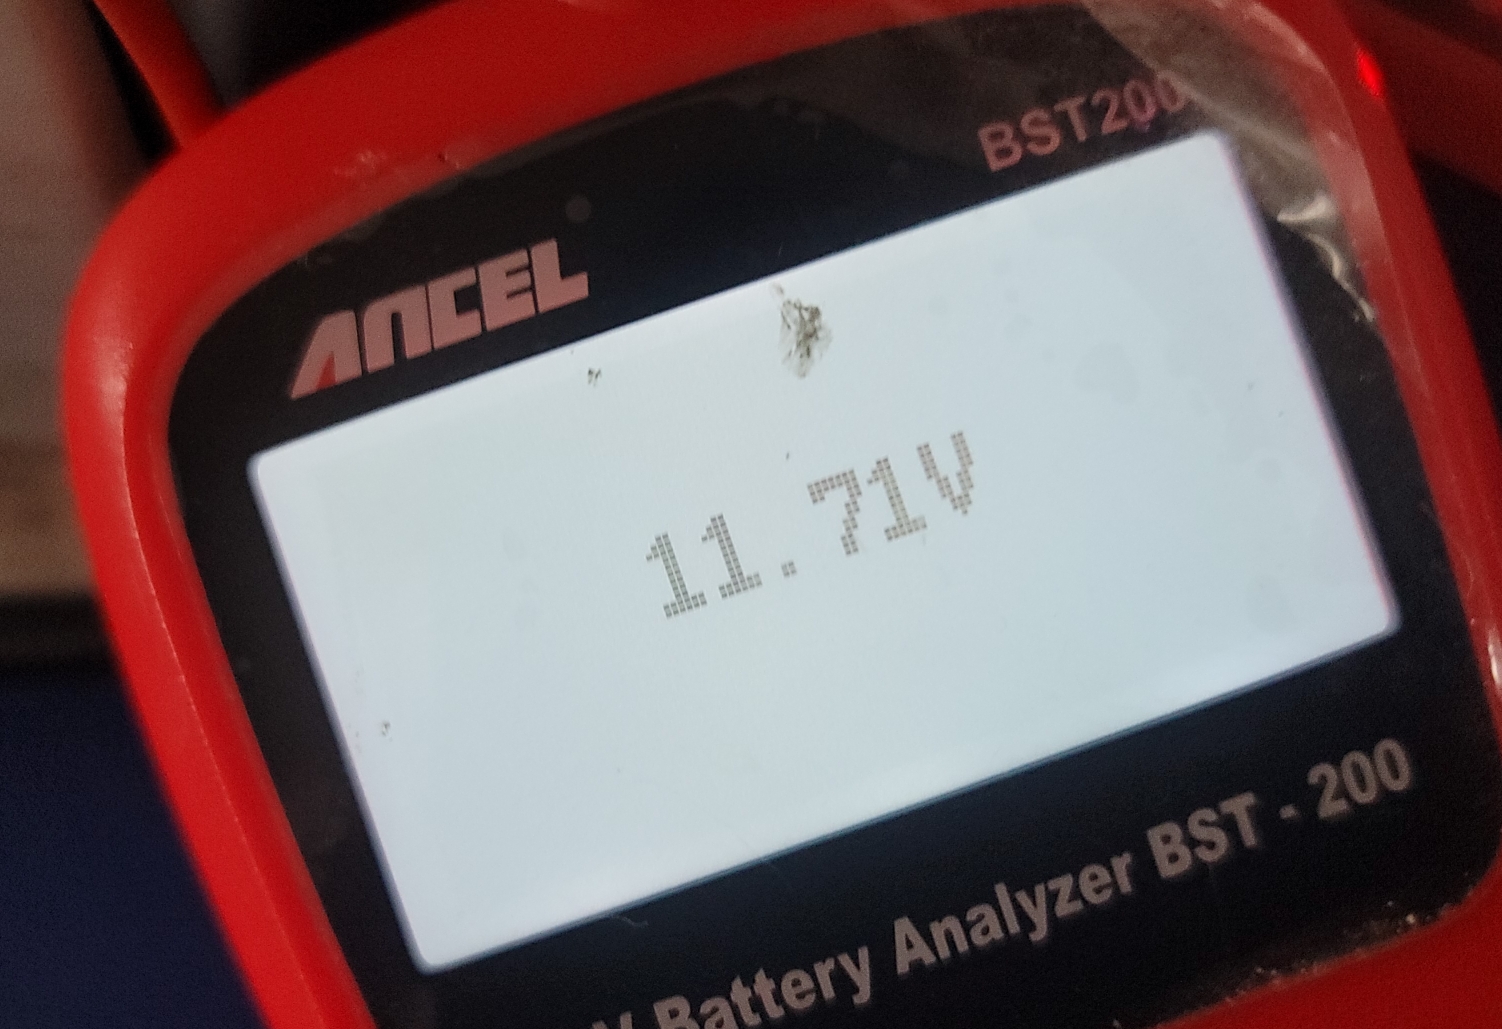 BST200
ANCEL
11.71V
V Battery Analyzer BST - 200